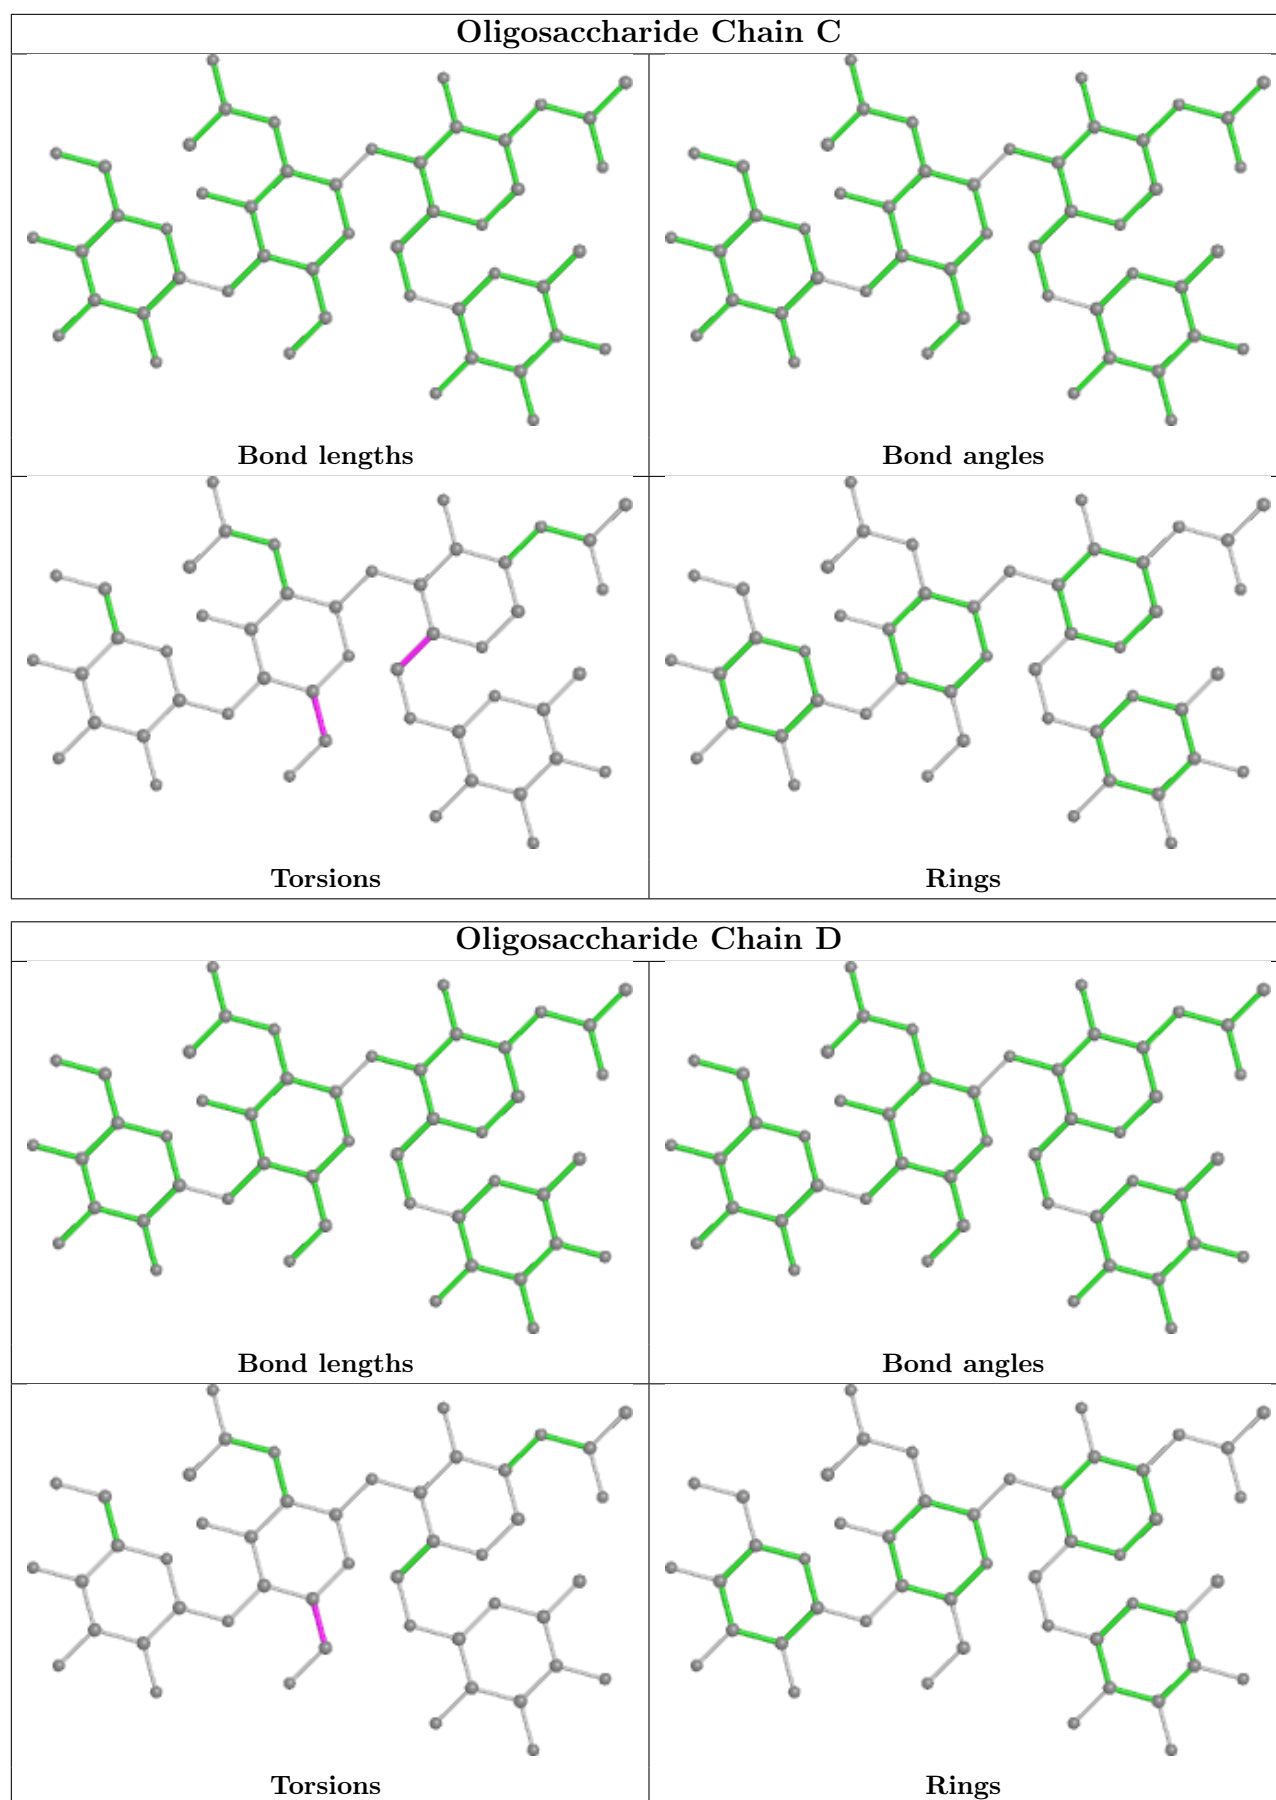 Oligosaccharide Chain C
Bond lengths
Bond angles
Torsions
Rings
Oligosaccharide Chain D
Bond lengths
Bond angles
Torsions
Rings